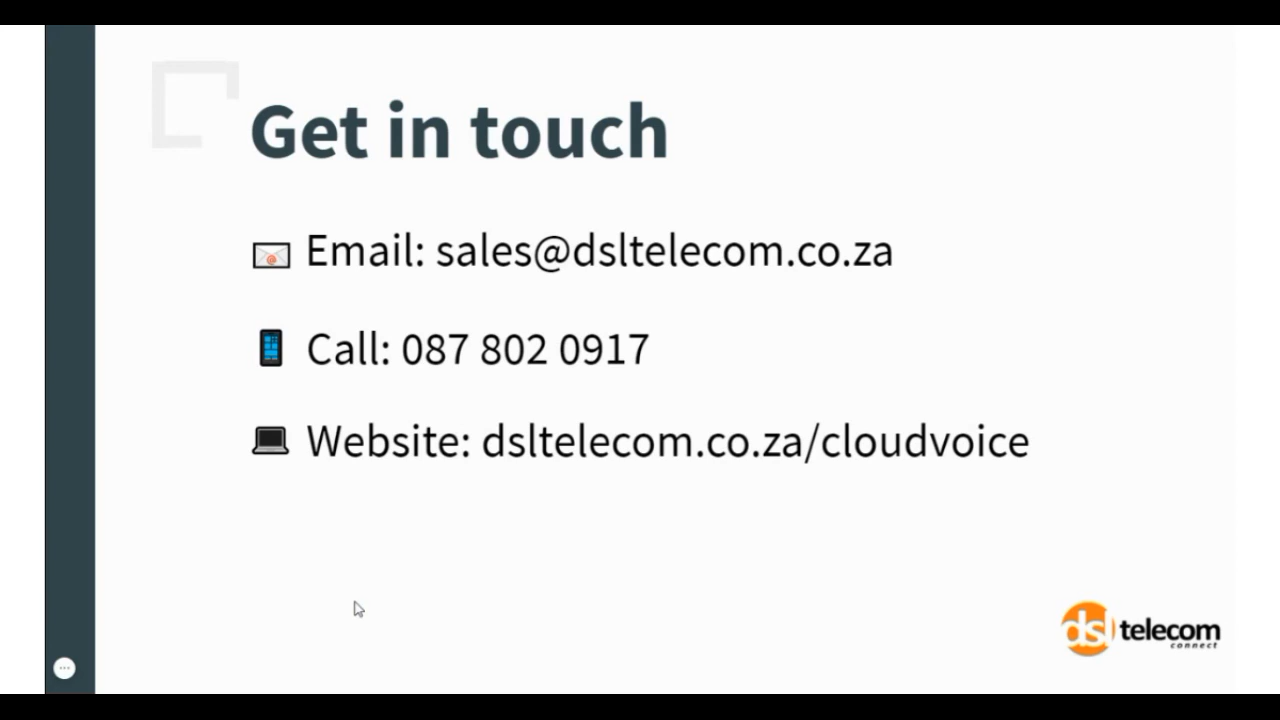 Get in touch
Email: sales@dsltelecom.co.za
Call: 087 802 0917
Website: dsltelecom.co.za/cloudvoice
dsl telecom
connect